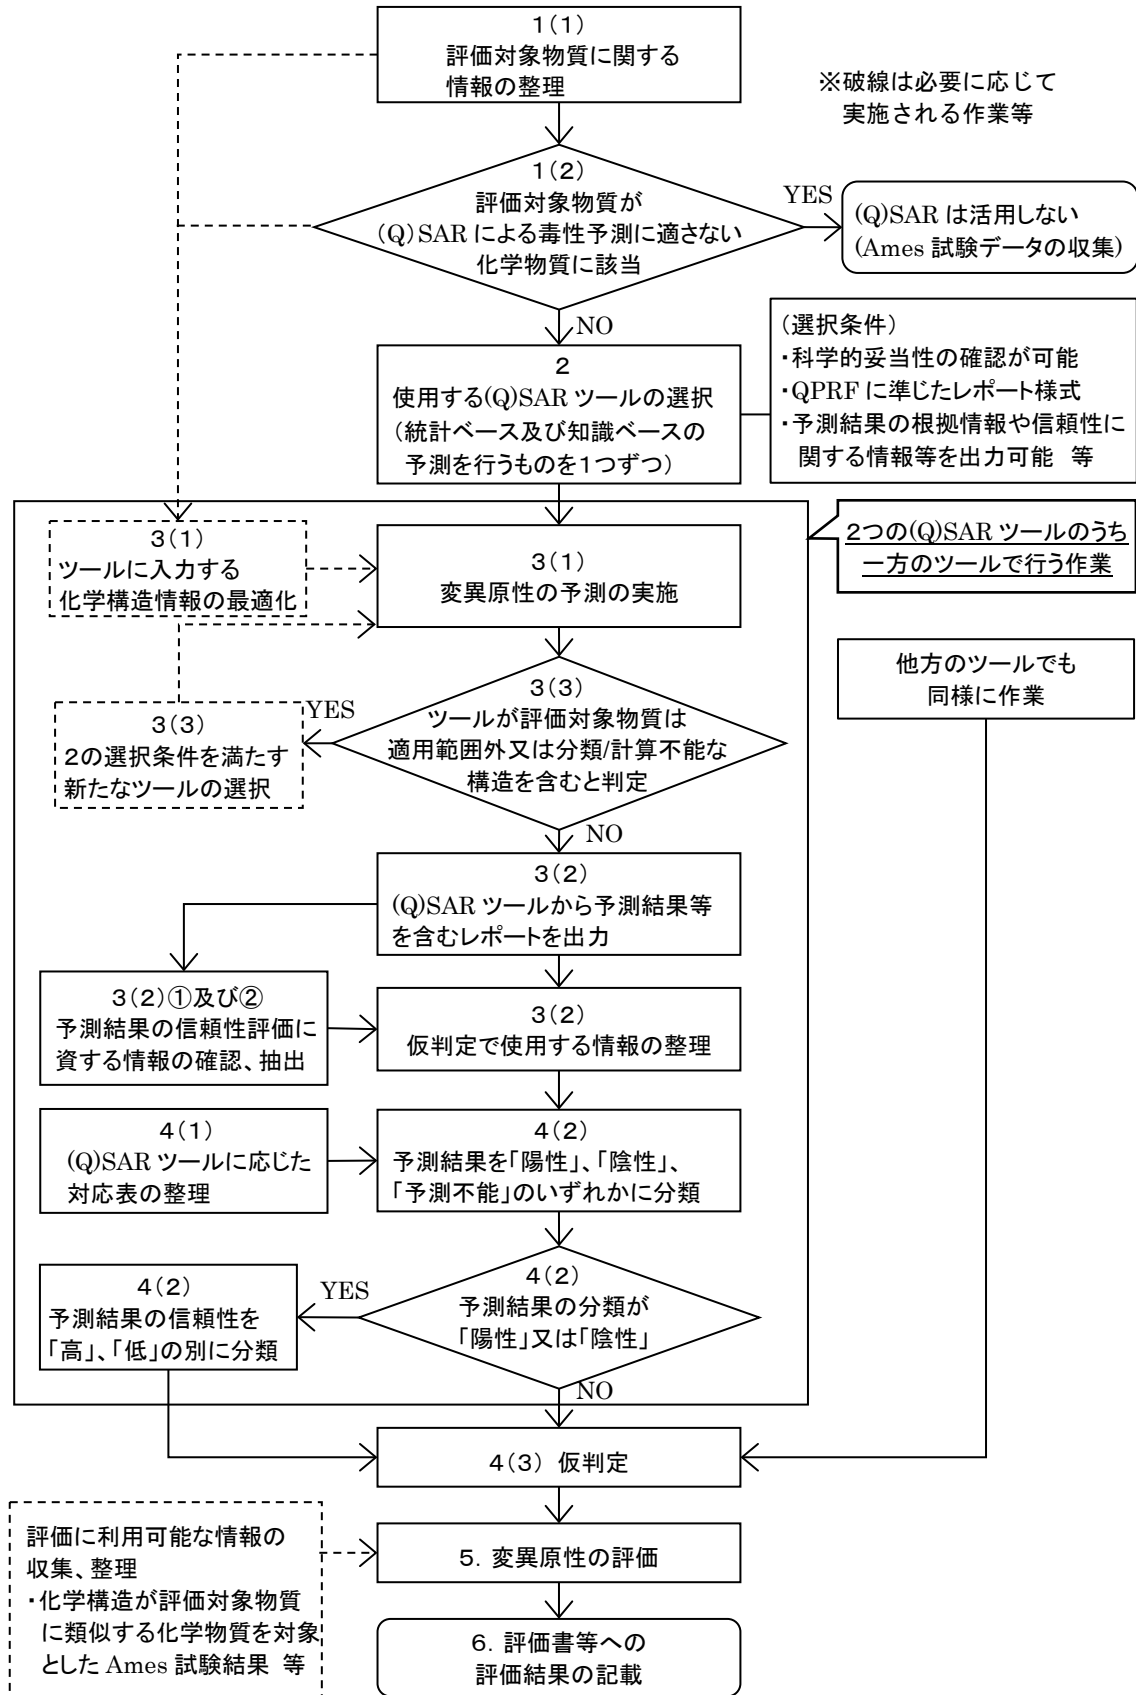 1(1)
評価対象物質に関する
情報の整理
※破線は必要に応じて
実施される作業等
1(2)
評価対象物質が
(Q)SAR による毒性予測に適さない
化学物質に該当
YES
(Q)SAR は活用しない
(Ames 試験データの収集)
NO
2
使用する(Q)SAR ツールの選択
(統計ベース及び知識ベースの
予測を行うものを1つずつ)
(選択条件)
・科学的妥当性の確認が可能
・QPRF に準じたレポート様式
・予測結果の根拠情報や信頼性に
関する情報等を出力可能 等
2つの(Q)SAR ツールのうち
一方のツールで行う作業
3(1)
ツールに入力する
化学構造情報の最適化
3(1)
変異原性の予測の実施
他方のツールでも
同様に作業
3(3)
ツールが評価対象物質は
適用範囲外又は分類/計算不能な
構造を含むと判定
YES
3(3)
2の選択条件を満たす
新たなツールの選択
NO
3(2)
(Q)SAR ツールから予測結果等
を含むレポートを出力
3(2)①及び②
予測結果の信頼性評価に
資する情報の確認、抽出
3(2)
仮判定で使用する情報の整理
4(1)
(Q)SAR ツールに応じた
対応表の整理
4(2)
予測結果を「陽性」、「陰性」、
「予測不能」のいずれかに分類
4(2)
予測結果の分類が
「陽性」又は「陰性」
YES
4(2)
予測結果の信頼性を
「高」、「低」の別に分類
NO
4(3) 仮判定
評価に利用可能な情報の
収集、整理
・化学構造が評価対象物質
に類似する化学物質を対象
とした Ames 試験結果 等
5. 変異原性の評価
6. 評価書等への
評価結果の記載